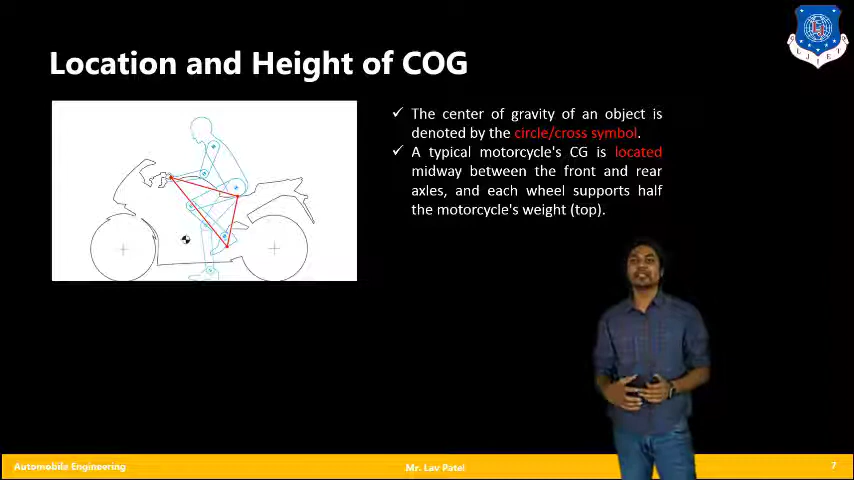 Location and Height of COG
✓ The center of gravity of an object is
denoted by the circle/cross symbol.
✓ A typical motorcycle's CG is located
midway between the front and rear
axles, and each wheel supports half
the motorcycle's weight (top).
Automobile Engineering
Mr. Lav Patel
7